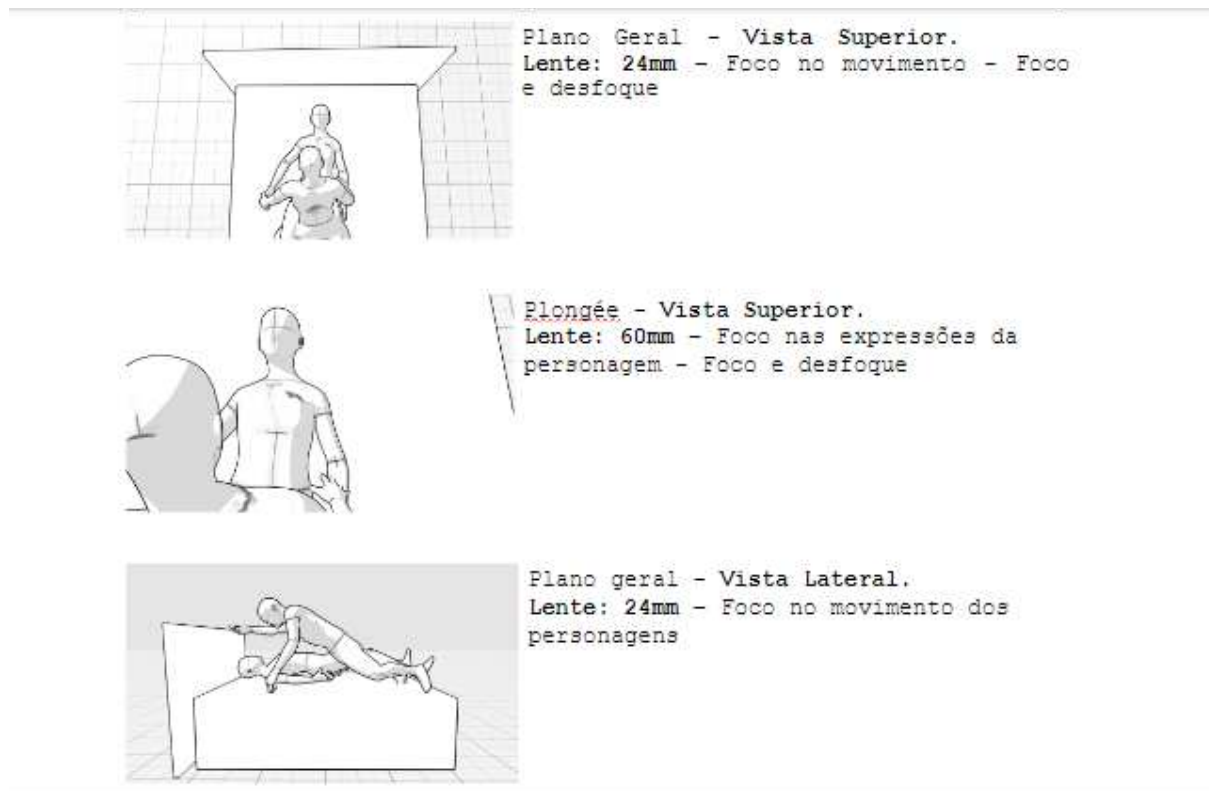 Plano Geral - Vista Superior.
Lente: 24mm - Foco no movimento - Foco
e desfoque
Plongée - Vista Superior.
Lente: 60mm - Foco nas expressões da
personagem - Foco e desfoque
Plano geral - Vista Lateral.
Lente: 24mm - Foco no movimento dos
personagens